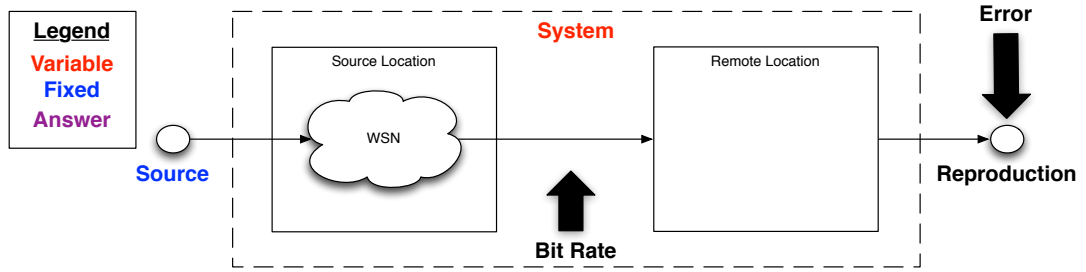 Legend
Variable
Fixed
Answer
System
Error
Source Location
Remote Location
WSN
Source
Reproduction
Bit Rate